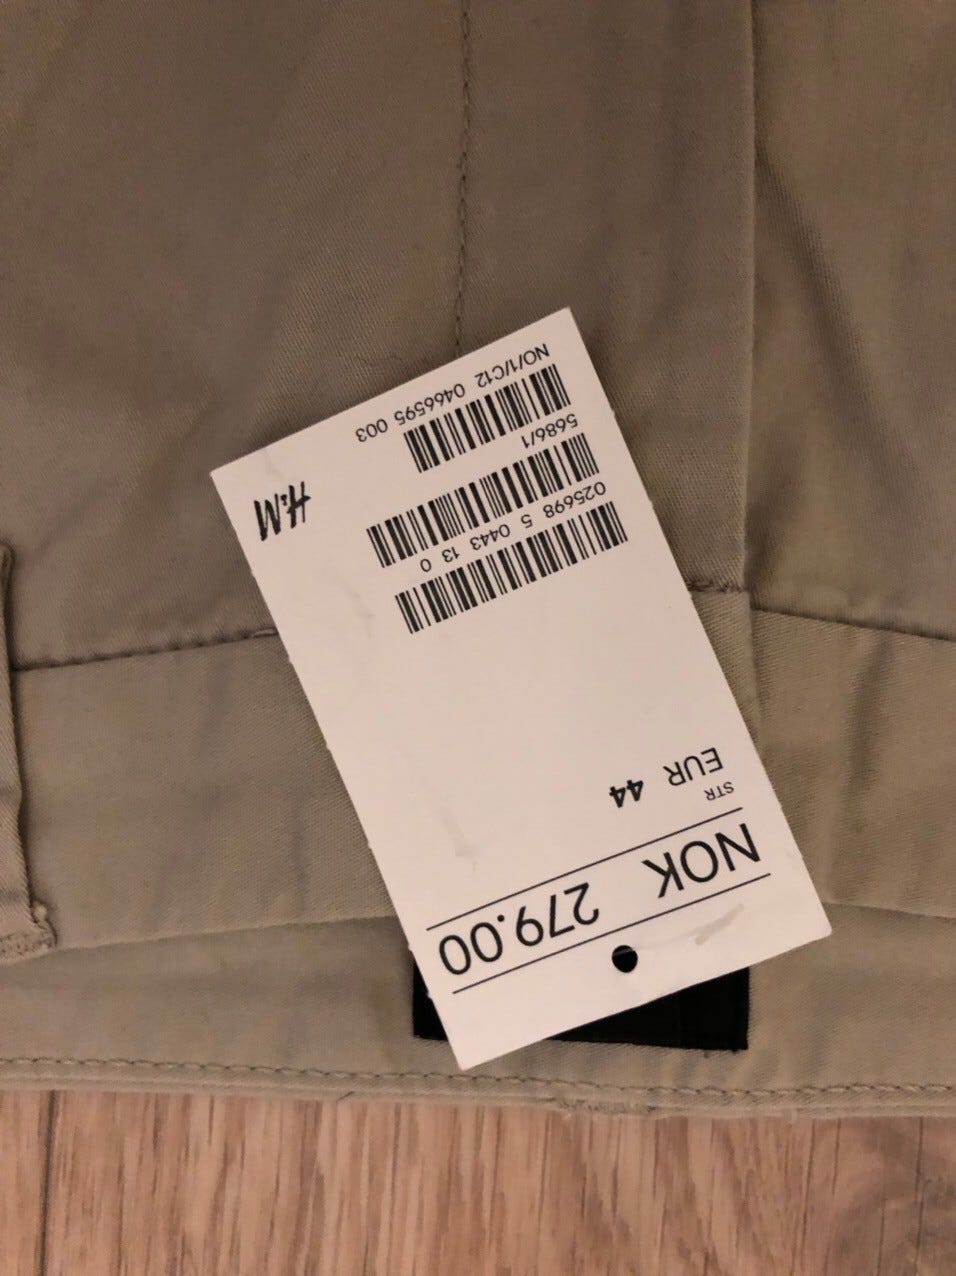 NOK 279.00
STR
EUR 44
025698 5 0443 13 0
5686/1
NO/1/C12 0466595 003
H&M